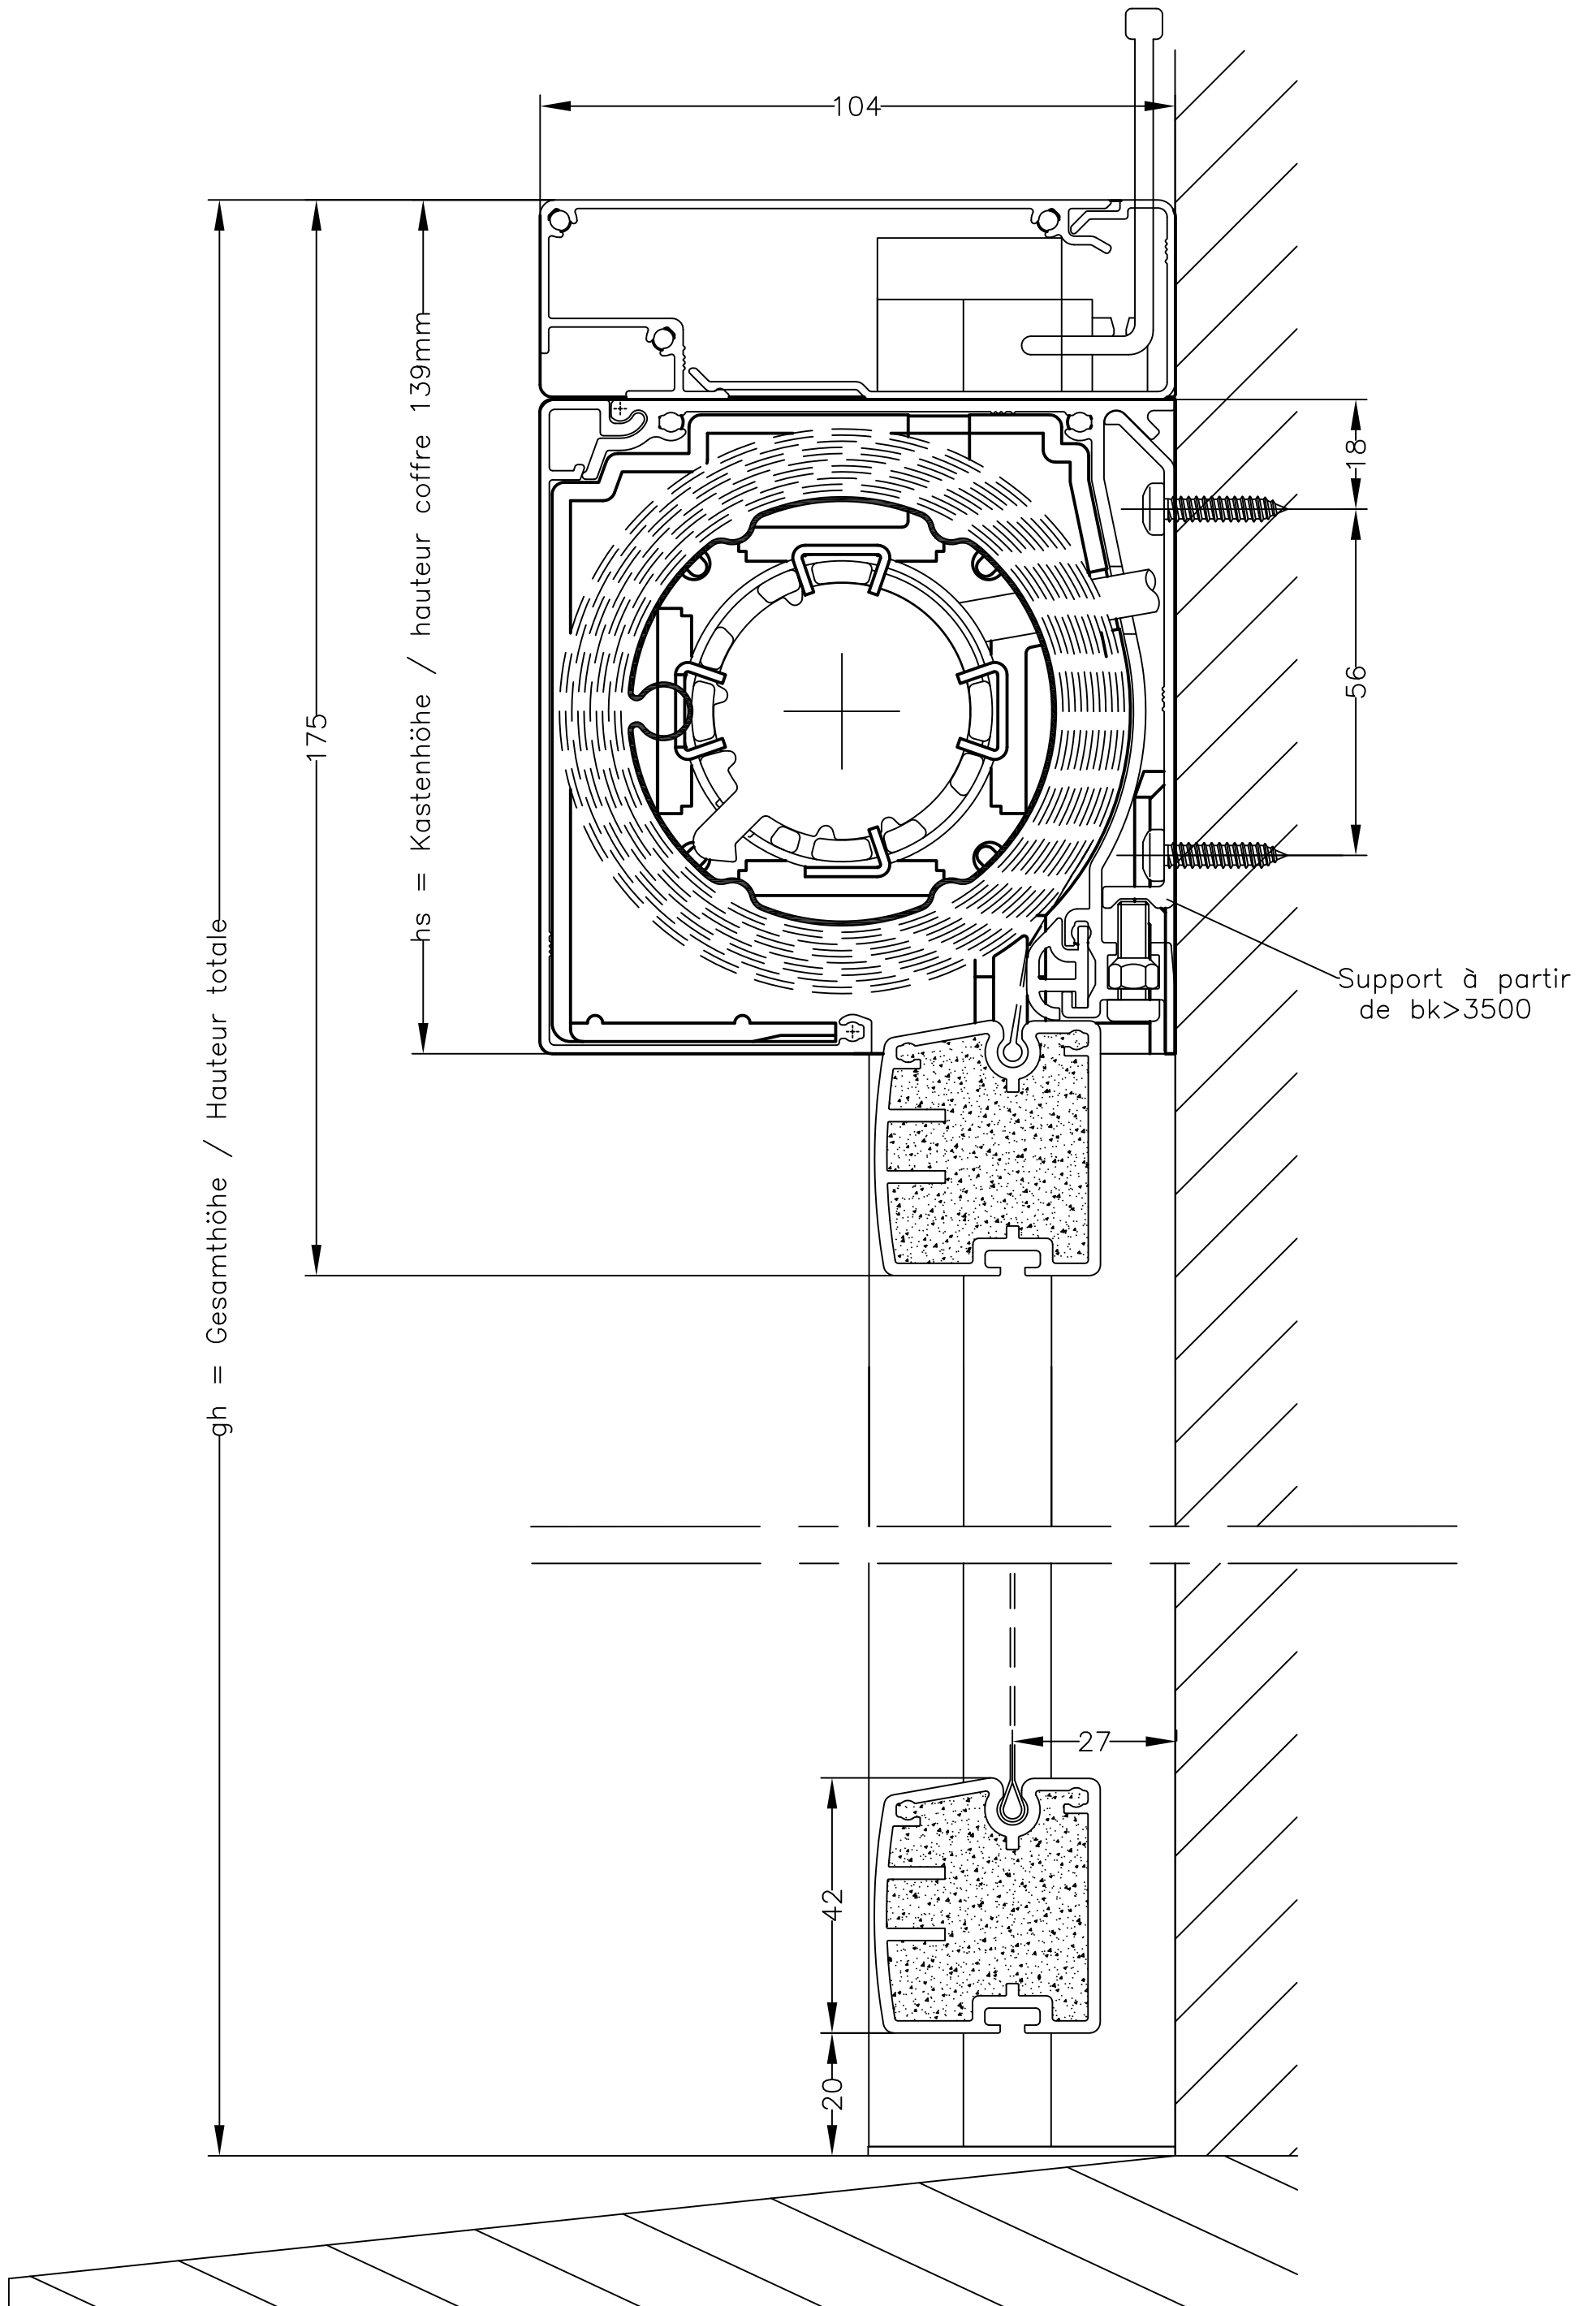 104
18
56
175
hs = Kastenhöhe / hauteur coffre 139mm
gh = Gesamthöhe / Hauteur totale
Support à partir
de bk>3500
27
42
20